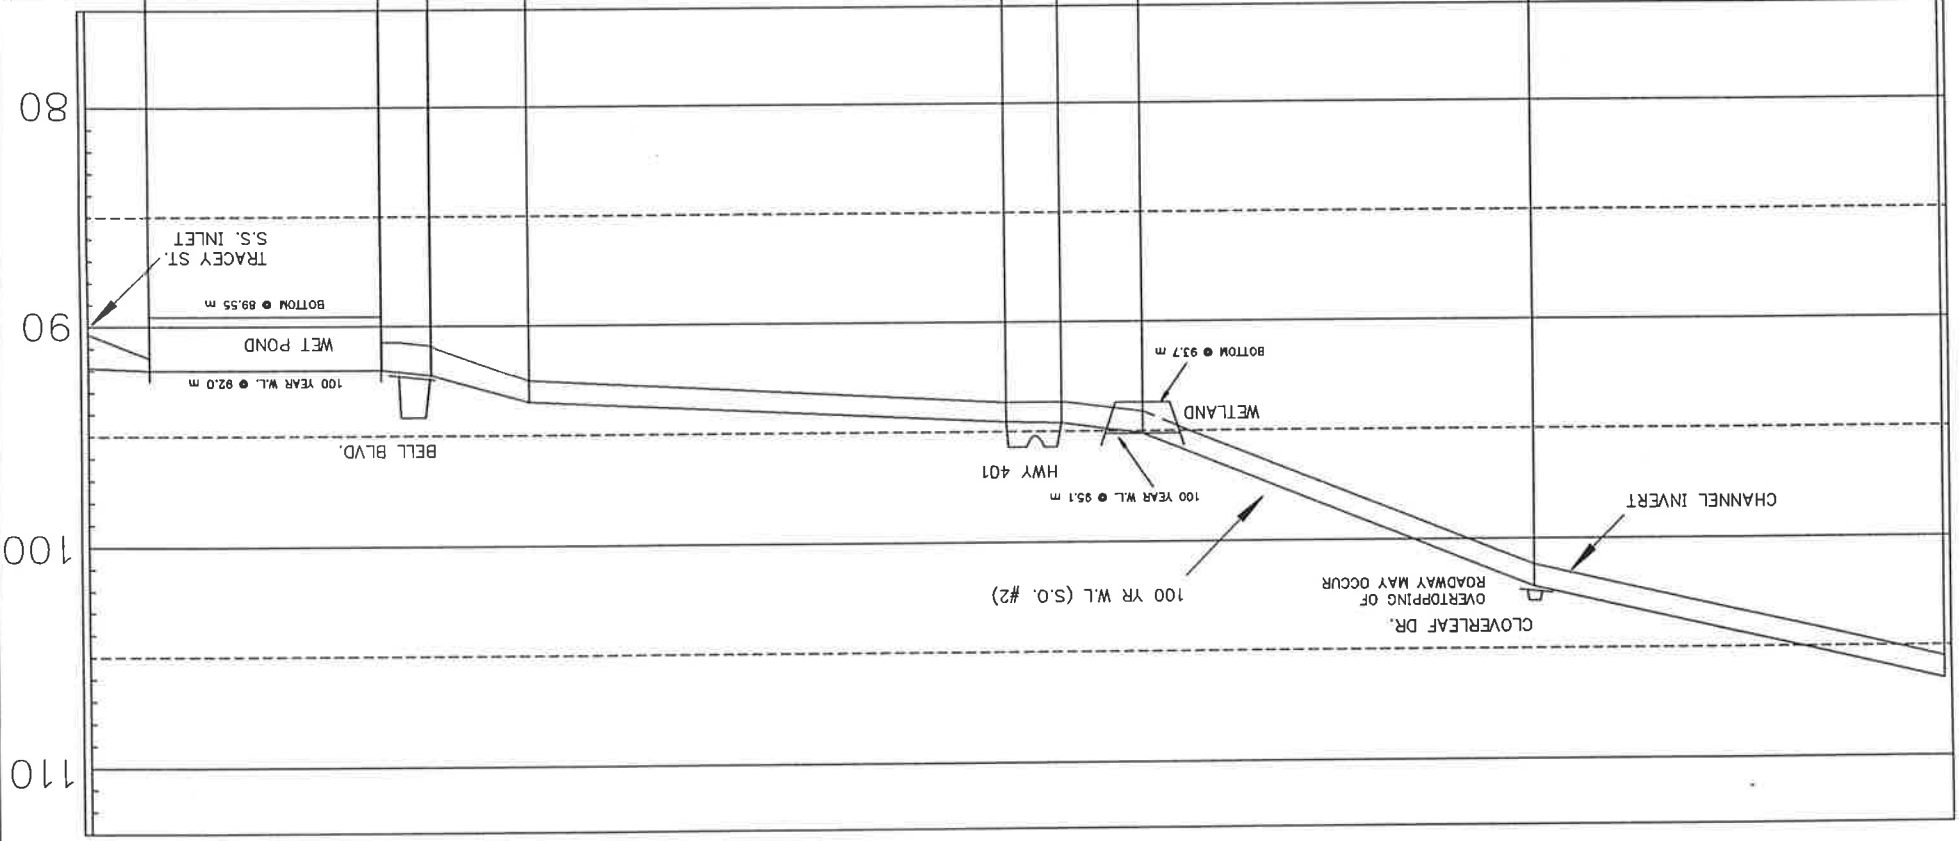 110
CLOVERLEAF DR.
OVERTOPPING OF
ROADWAY MAY OCCUR
100 YR W.L (S.O. #2)
100
CHANNEL INVERT
100 YEAR W.L. @ 95.1 m
HWY 401
BELL BLVD.
WETLAND
100 YEAR W.L. @ 92.0 m
BOTTOM @ 93.7 m
WET POND
90
BOTTOM @ 89.55 m
TRACEY ST.
S.S. INLET
80